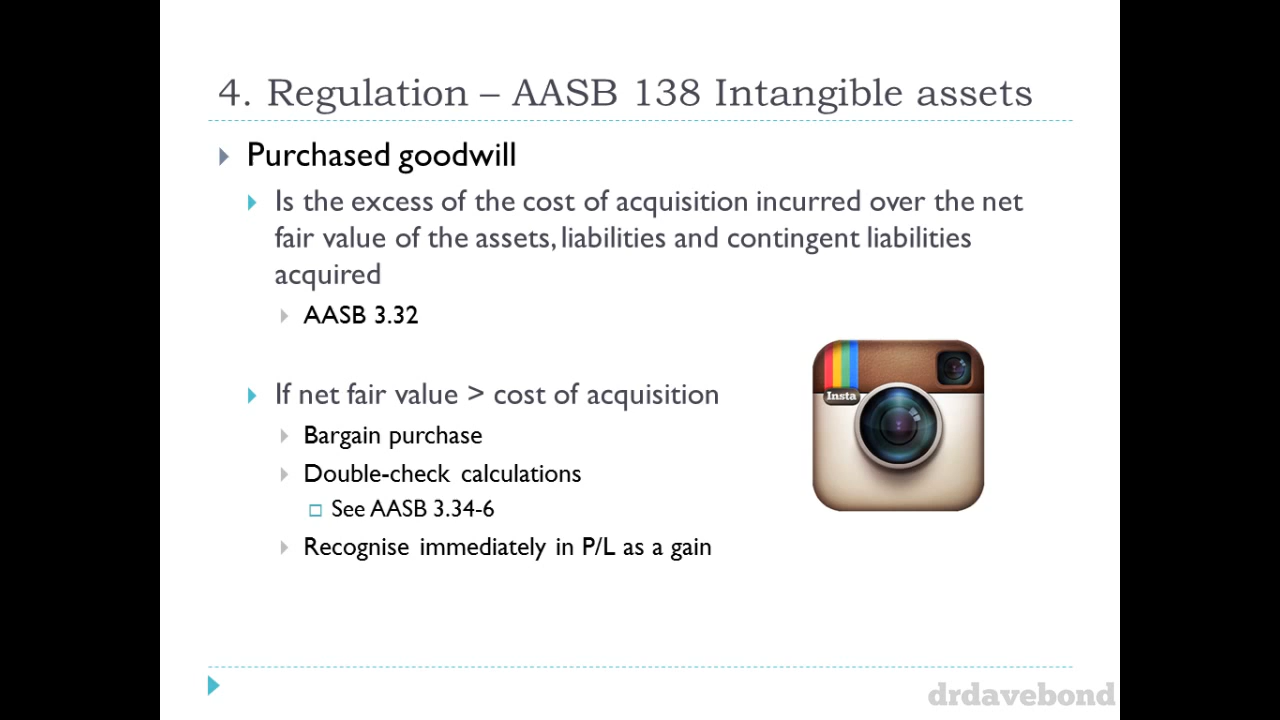 4. Regulation – AASB 138 Intangible assets
Purchased goodwill
Is the excess of the cost of acquisition incurred over the net
fair value of the assets, liabilities and contingent liabilities
acquired
AASB 3.32
If net fair value > cost of acquisition
Bargain purchase
Double-check calculations
See AASB 3.34-6
Recognise immediately in P/L as a gain
Insta
drdavebond